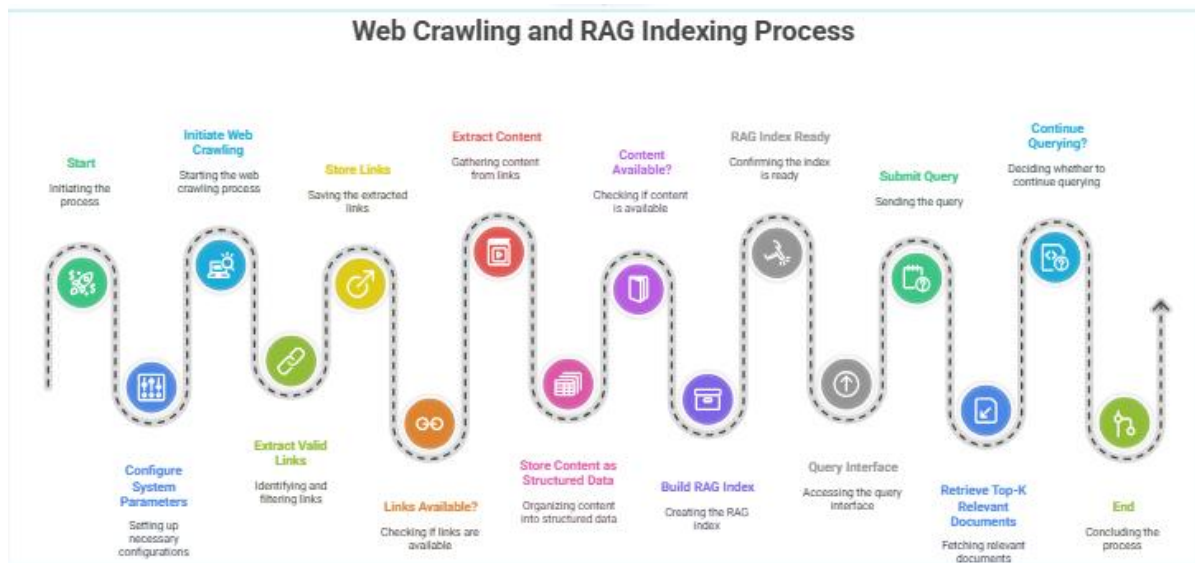 Web Crawling and RAG Indexing Process
Start
Initiating the
process
Configure
System
Parameters
Setting up
necessary
configurations
Initiate Web
Crawling
Starting the web
crawling process
Extract Valid
Links
Identifying and
filtering links
Store Links
Saving the extracted
links
Links Available?
Checking if links are
available
Extract Content
Gathering content
from links
Store Content as
Structured Data
Organizing content
into structured data
Content
Available?
Checking if content
is available
Build RAG Index
Creating the RAG
index
RAG Index Ready
Confirming the index
is ready
Query Interface
Accessing the query
interface
Submit Query
Sending the query
Retrieve Top-K
Relevant
Documents
Fetching relevant
documents
Continue
Querying?
Deciding whether to
continue querying
End
Concluding the
process